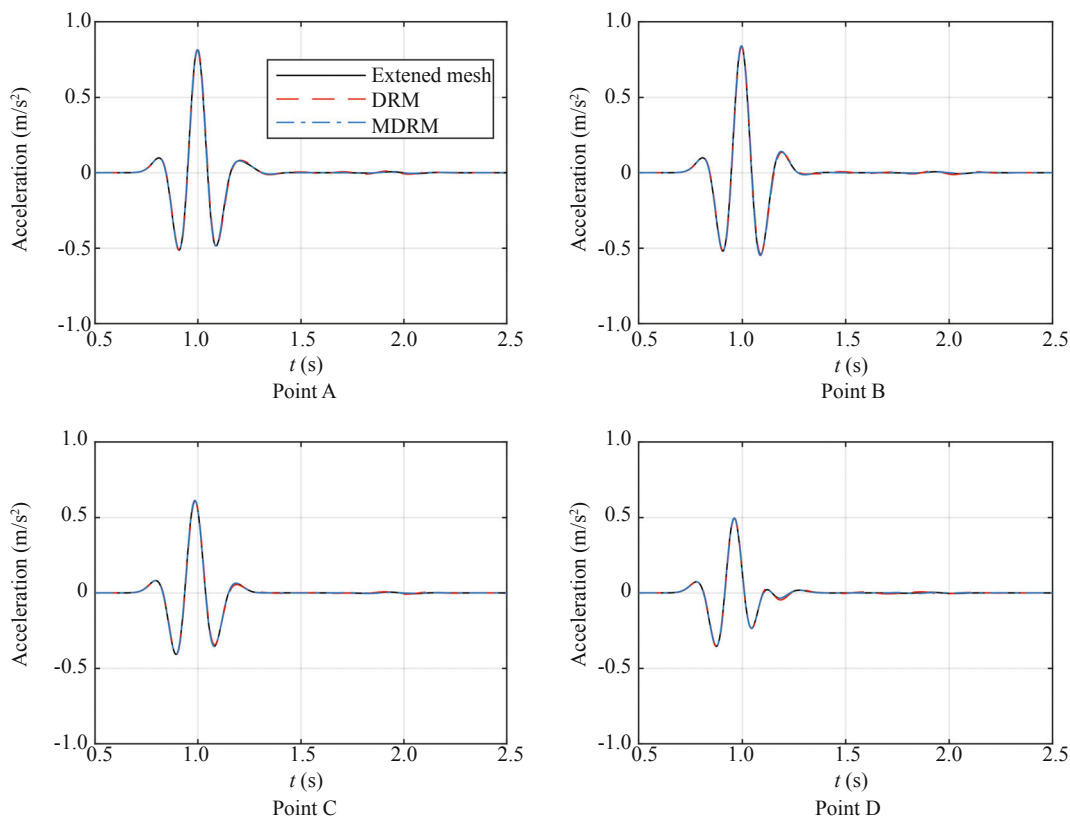 1.0
0.5
0
-0.5
-1.0
Acceleration (m/s²)
Extened mesh
DRM
MDRM
0.5 1.0 1.5 2.0 2.5
t (s)
Point A
1.0
0.5
0
-0.5
-1.0
Acceleration (m/s²)
0.5 1.0 1.5 2.0 2.5
t (s)
Point B
1.0
0.5
0
-0.5
-1.0
Acceleration (m/s²)
0.5 1.0 1.5 2.0 2.5
t (s)
Point C
1.0
0.5
0
-0.5
-1.0
Acceleration (m/s²)
0.5 1.0 1.5 2.0 2.5
t (s)
Point D